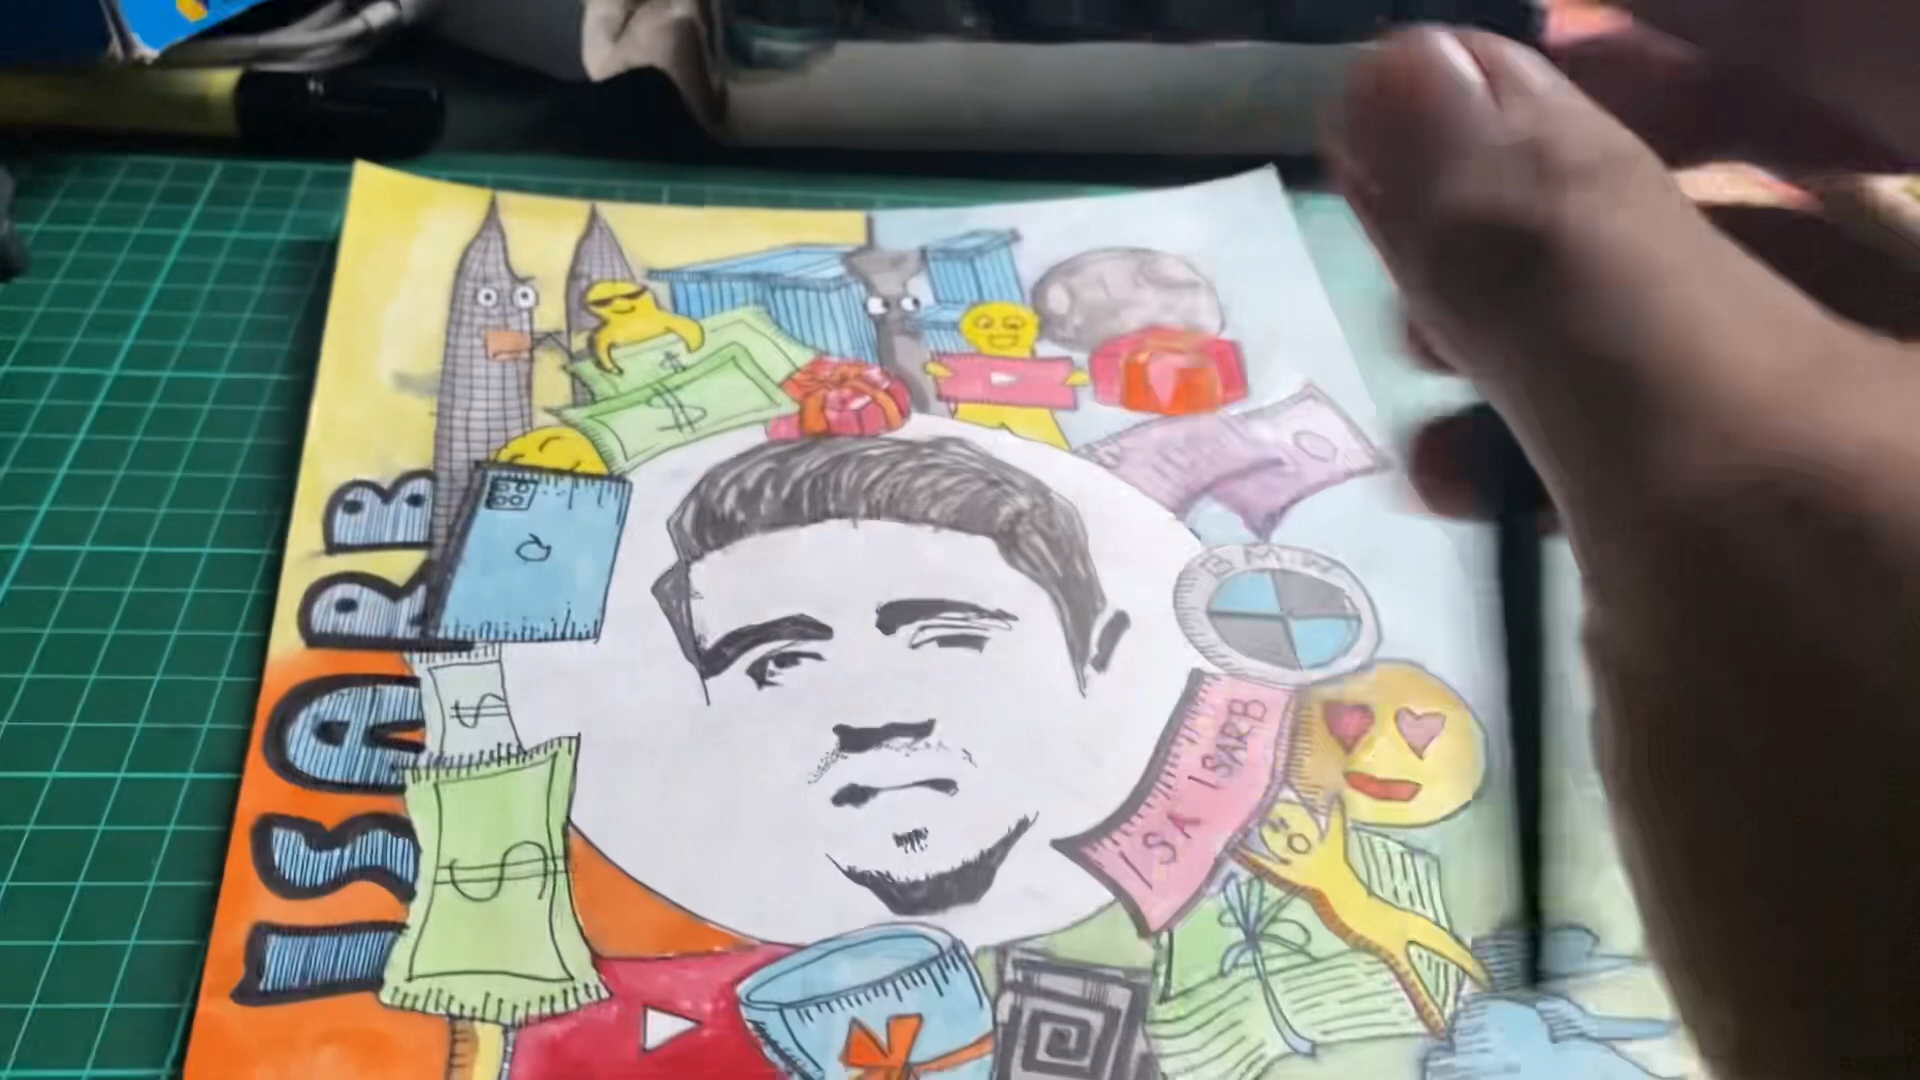 ISARB
$
$
$
BMW
ISA ISARB